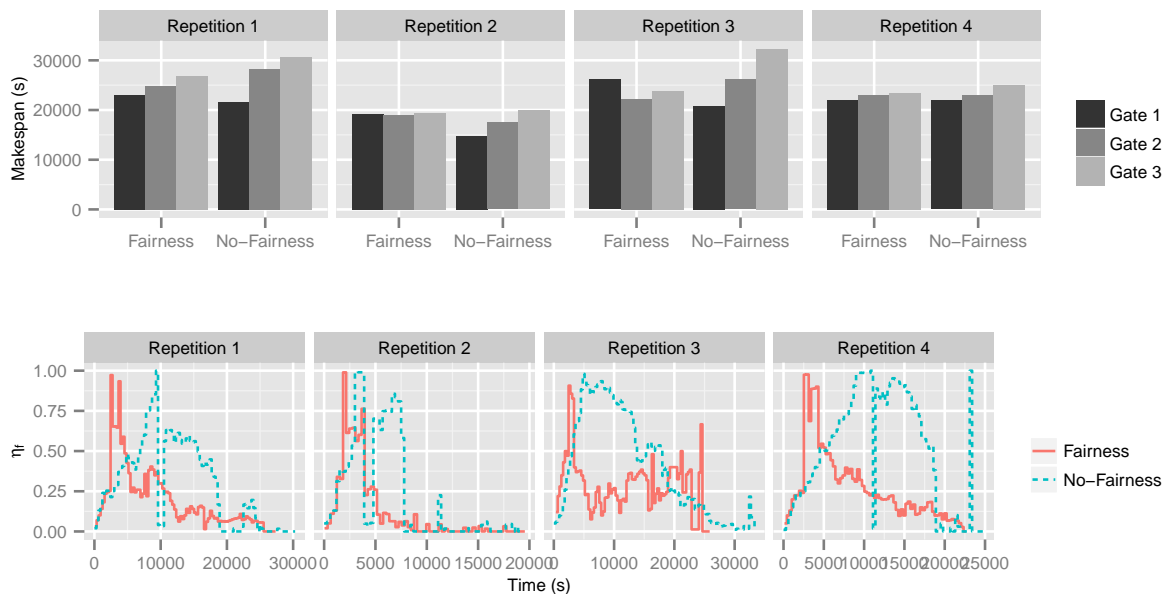 Repetition 1 Repetition 2 Repetition 3 Repetition 4
Makespan (s)
30000
20000
10000
0
Fairness No−Fairness Fairness No−Fairness Fairness No−Fairness Fairness No−Fairness
Gate 1
Gate 2
Gate 3
Repetition 1 Repetition 2 Repetition 3 Repetition 4
ηf
1.00
0.75
0.50
0.25
0.00
0 10000 20000 30000 0 5000 10000 15000 20000 0 10000 20000 30000 0 5000 10000 15000 20000 25000
Time (s)
Fairness
No−Fairness